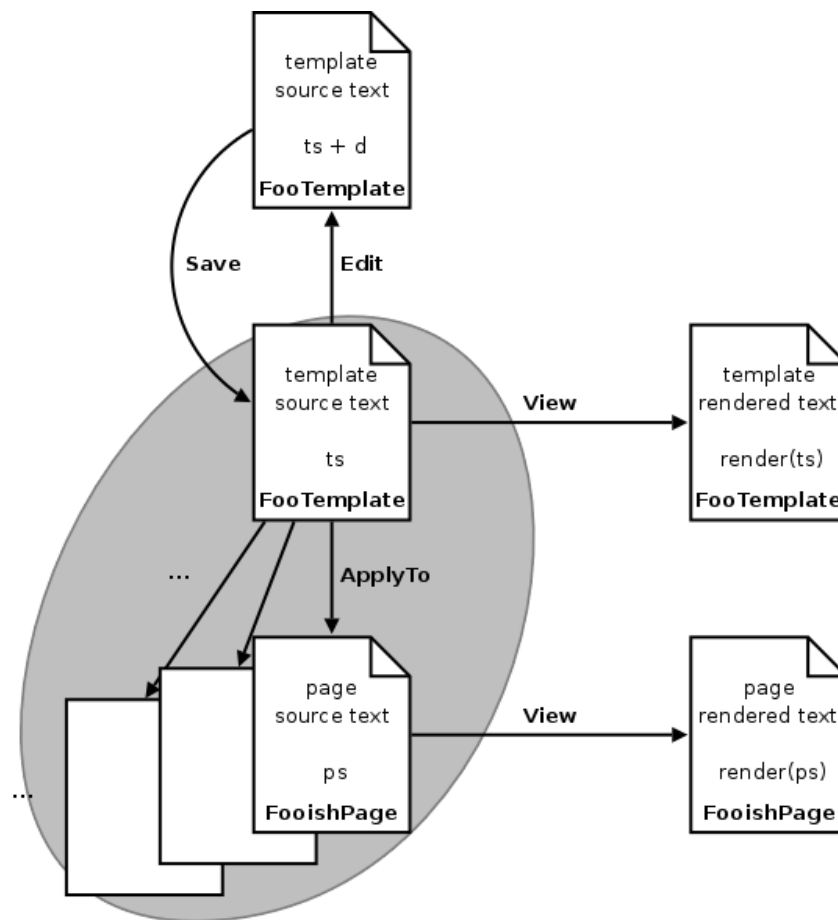 template
source text
ts + d
FooTemplate
Save
Edit
template
source text
ts
FooTemplate
View
template
rendered text
render(ts)
FooTemplate
...
ApplyTo
page
source text
ps
FooishPage
View
page
rendered text
render(ps)
FooishPage
...